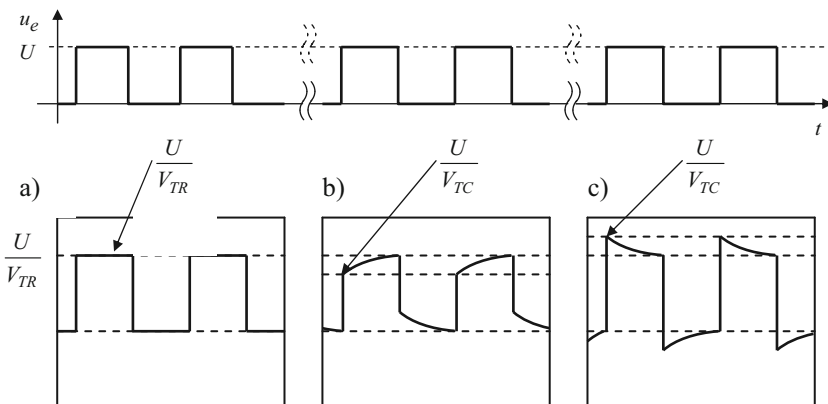 u_e
U
t
a) U/V_TR
b) U/V_TC
c) U/V_TC
U/V_TR